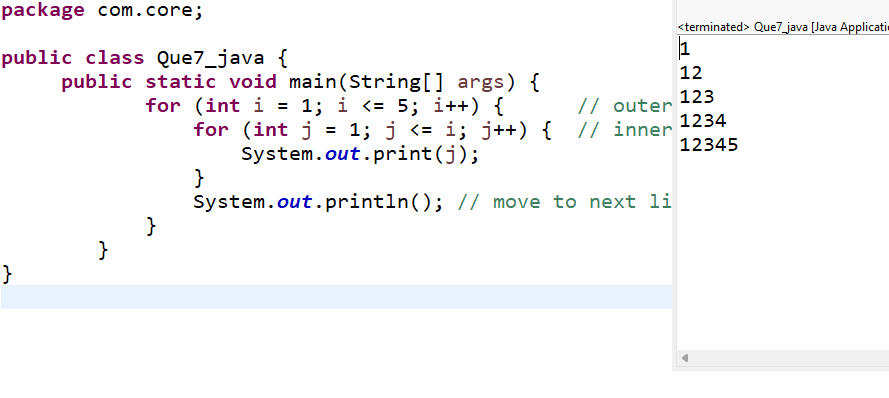 package com.core;
public class Que7_java {
public static void main(String[] args) {
for (int i = 1; i <= 5; i++) { // outer
for (int j = 1; j <= i; j++) { // inner
System.out.print(j);
}
System.out.println(); // move to next li
}
}
}
<terminated> Que7_java [Java Applicati
1
12
123
1234
12345